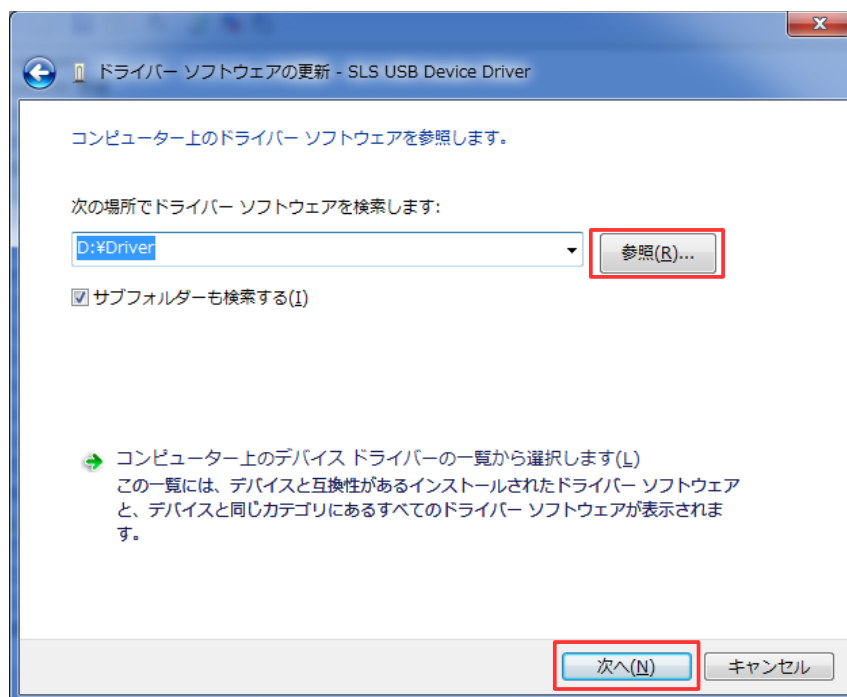 ドライバー ソフトウェアの更新 - SLS USB Device Driver
コンピューター上のドライバー ソフトウェアを参照します。
次の場所でドライバー ソフトウェアを検索します:
D:¥Driver
参照(R)...
サブフォルダーも検索する(I)
コンピューター上のデバイス ドライバーの一覧から選択します(L)
この一覧には、デバイスと互換性があるインストールされたドライバー ソフトウェア
と、デバイスと同じカテゴリにあるすべてのドライバー ソフトウェアが表示されま
す。
次へ(N)
キャンセル